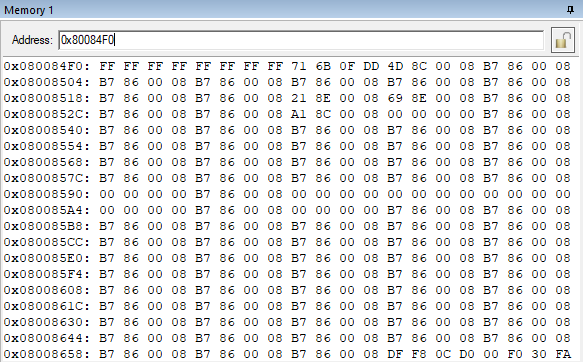 Memory 1
Address: 0x80084F0
0x080084F0: FF FF FF FF FF FF FF FF 71 6B 0F DD 4D 8C 00 08 B7 86 00 08
0x08008504: B7 86 00 08 B7 86 00 08 B7 86 00 08 B7 86 00 08 B7 86 00 08
0x08008518: B7 86 00 08 B7 86 00 08 21 8E 00 08 69 8E 00 08 B7 86 00 08
0x0800852C: B7 86 00 08 B7 86 00 08 A1 8C 00 08 00 00 00 00 B7 86 00 08
0x08008540: B7 86 00 08 B7 86 00 08 B7 86 00 08 B7 86 00 08 B7 86 00 08
0x08008554: B7 86 00 08 B7 86 00 08 B7 86 00 08 B7 86 00 08 B7 86 00 08
0x08008568: B7 86 00 08 B7 86 00 08 B7 86 00 08 B7 86 00 08 B7 86 00 08
0x0800857C: B7 86 00 08 B7 86 00 08 B7 86 00 08 B7 86 00 08 B7 86 00 08
0x08008590: 00 00 00 00 B7 86 00 08 00 00 00 00 00 00 00 00 00 00 00 00
0x080085A4: 00 00 00 00 B7 86 00 08 00 00 00 00 B7 86 00 08 B7 86 00 08
0x080085B8: B7 86 00 08 B7 86 00 08 B7 86 00 08 B7 86 00 08 B7 86 00 08
0x080085CC: B7 86 00 08 B7 86 00 08 B7 86 00 08 B7 86 00 08 B7 86 00 08
0x080085E0: B7 86 00 08 B7 86 00 08 B7 86 00 08 B7 86 00 08 B7 86 00 08
0x080085F4: B7 86 00 08 B7 86 00 08 B7 86 00 08 B7 86 00 08 B7 86 00 08
0x08008608: B7 86 00 08 B7 86 00 08 B7 86 00 08 B7 86 00 08 B7 86 00 08
0x0800861C: B7 86 00 08 B7 86 00 08 B7 86 00 08 B7 86 00 08 B7 86 00 08
0x08008630: B7 86 00 08 B7 86 00 08 B7 86 00 08 B7 86 00 08 B7 86 00 08
0x08008644: B7 86 00 08 B7 86 00 08 B7 86 00 08 B7 86 00 08 B7 86 00 08
0x08008658: B7 86 00 08 B7 86 00 08 B7 86 00 08 DF F8 0C D0 00 F0 30 FA